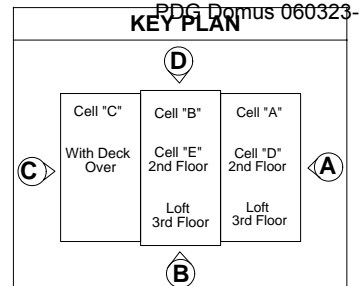 PDG Domus 060323-
KEY PLAN
D
Cell "C"
With Deck
Over
Cell "B"
Cell "E"
2nd Floor
Loft
3rd Floor
Cell "A"
Cell "D"
2nd Floor
Loft
3rd Floor
C
A
B